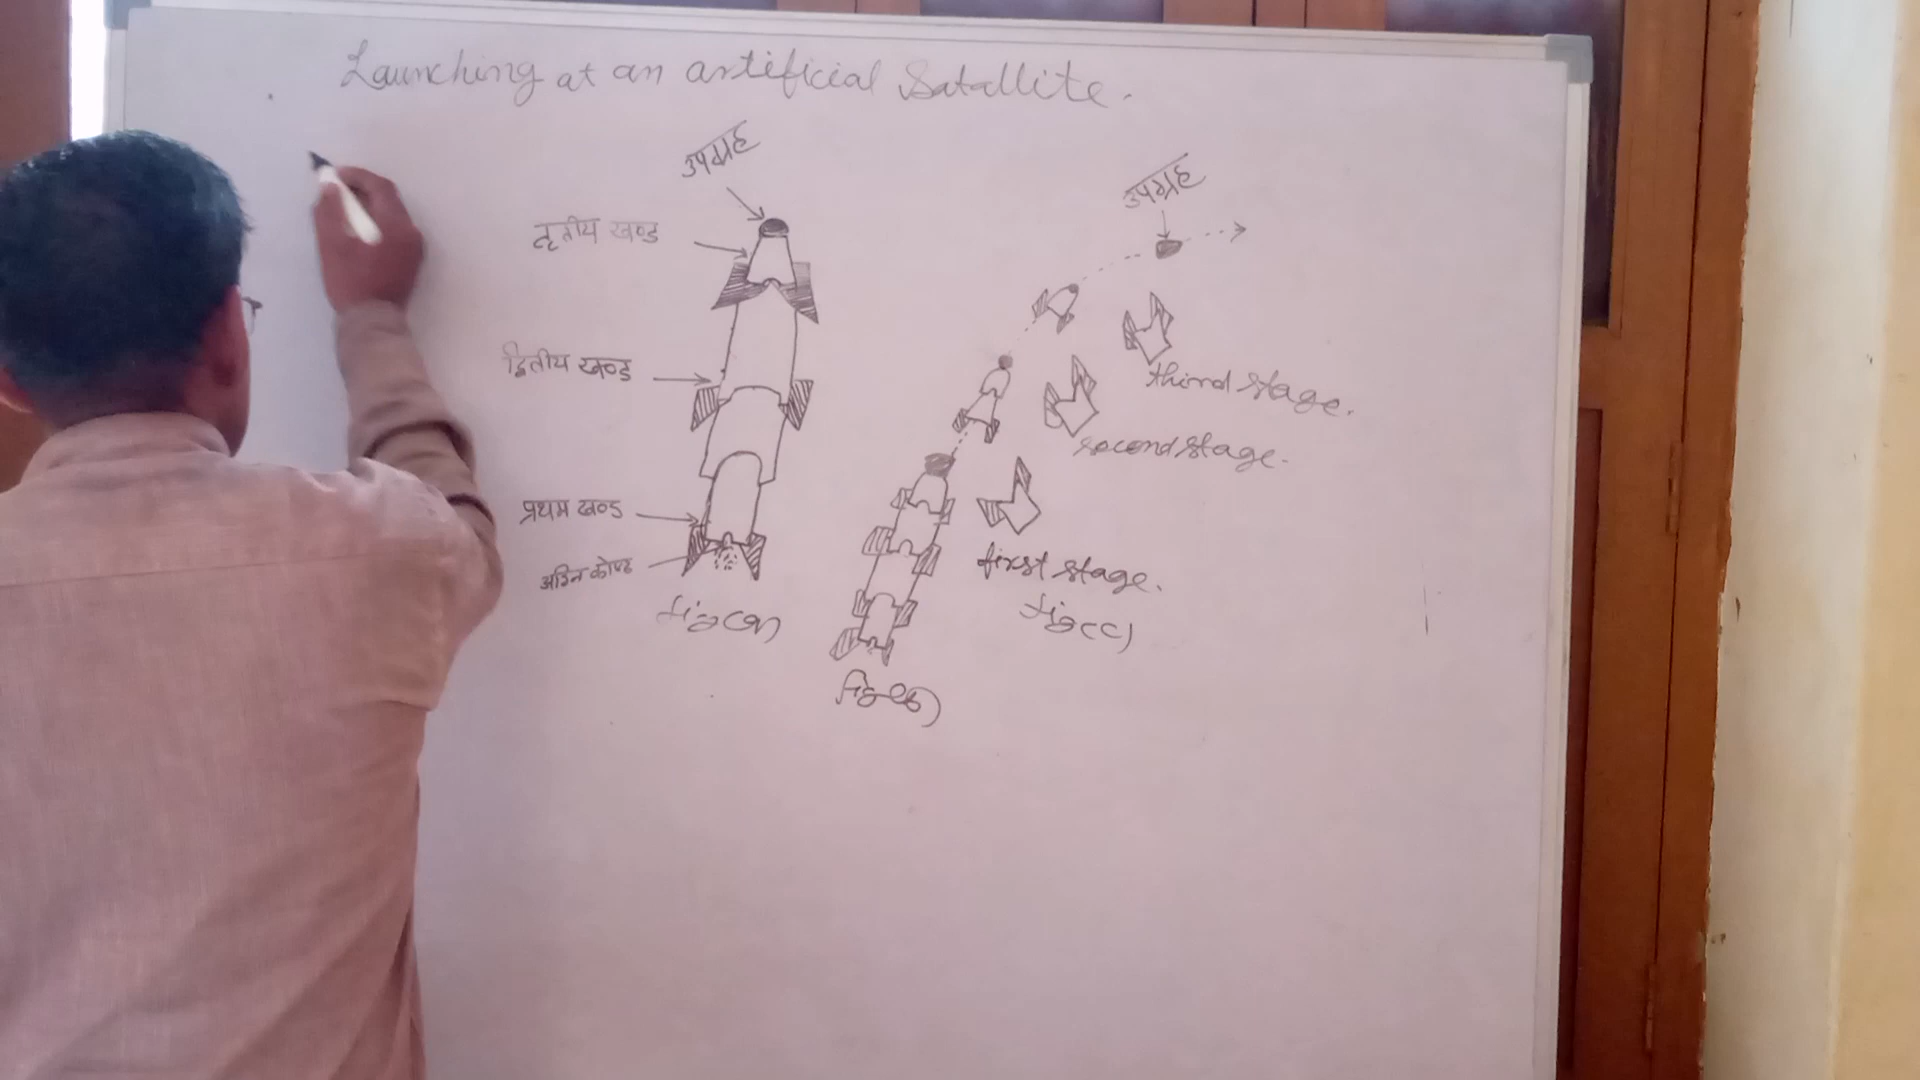 Launching at an artificial Satallite.
उपग्रह
तृतीय खण्ड
द्वितीय खण्ड
प्रथम खण्ड
अग्नि कोण्ड
fig(a)
उपग्रह
third stage.
second stage.
first stage.
fig(c)
fig(b)